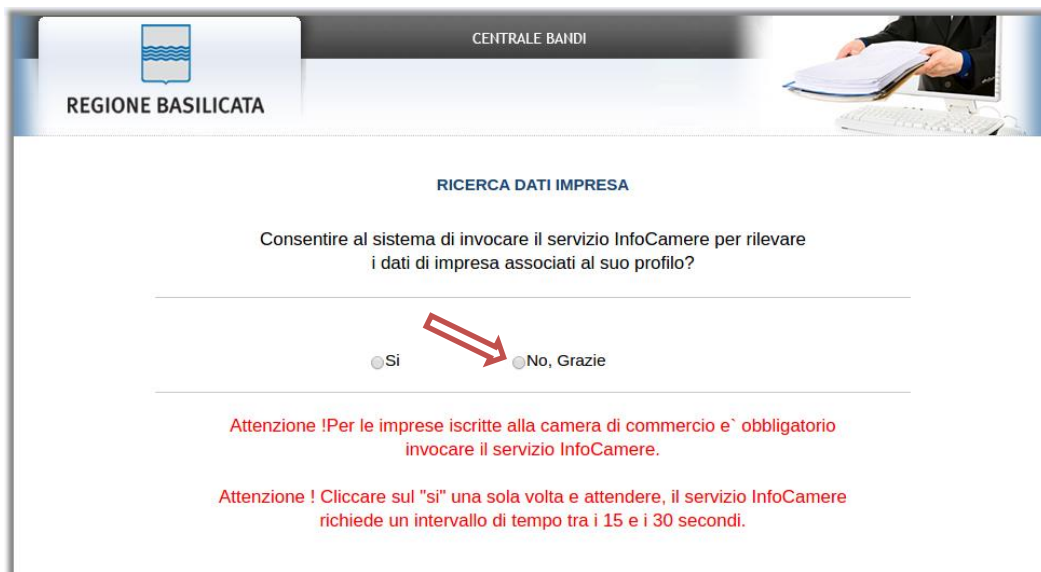 CENTRALE BANDI
REGIONE BASILICATA
RICERCA DATI IMPRESA
Consentire al sistema di invocare il servizio InfoCamere per rilevare
i dati di impresa associati al suo profilo?
Si
No, Grazie
Attenzione !Per le imprese iscritte alla camera di commercio e` obbligatorio
invocare il servizio InfoCamere.
Attenzione ! Cliccare sul "si" una sola volta e attendere, il servizio InfoCamere
richiede un intervallo di tempo tra i 15 e i 30 secondi.